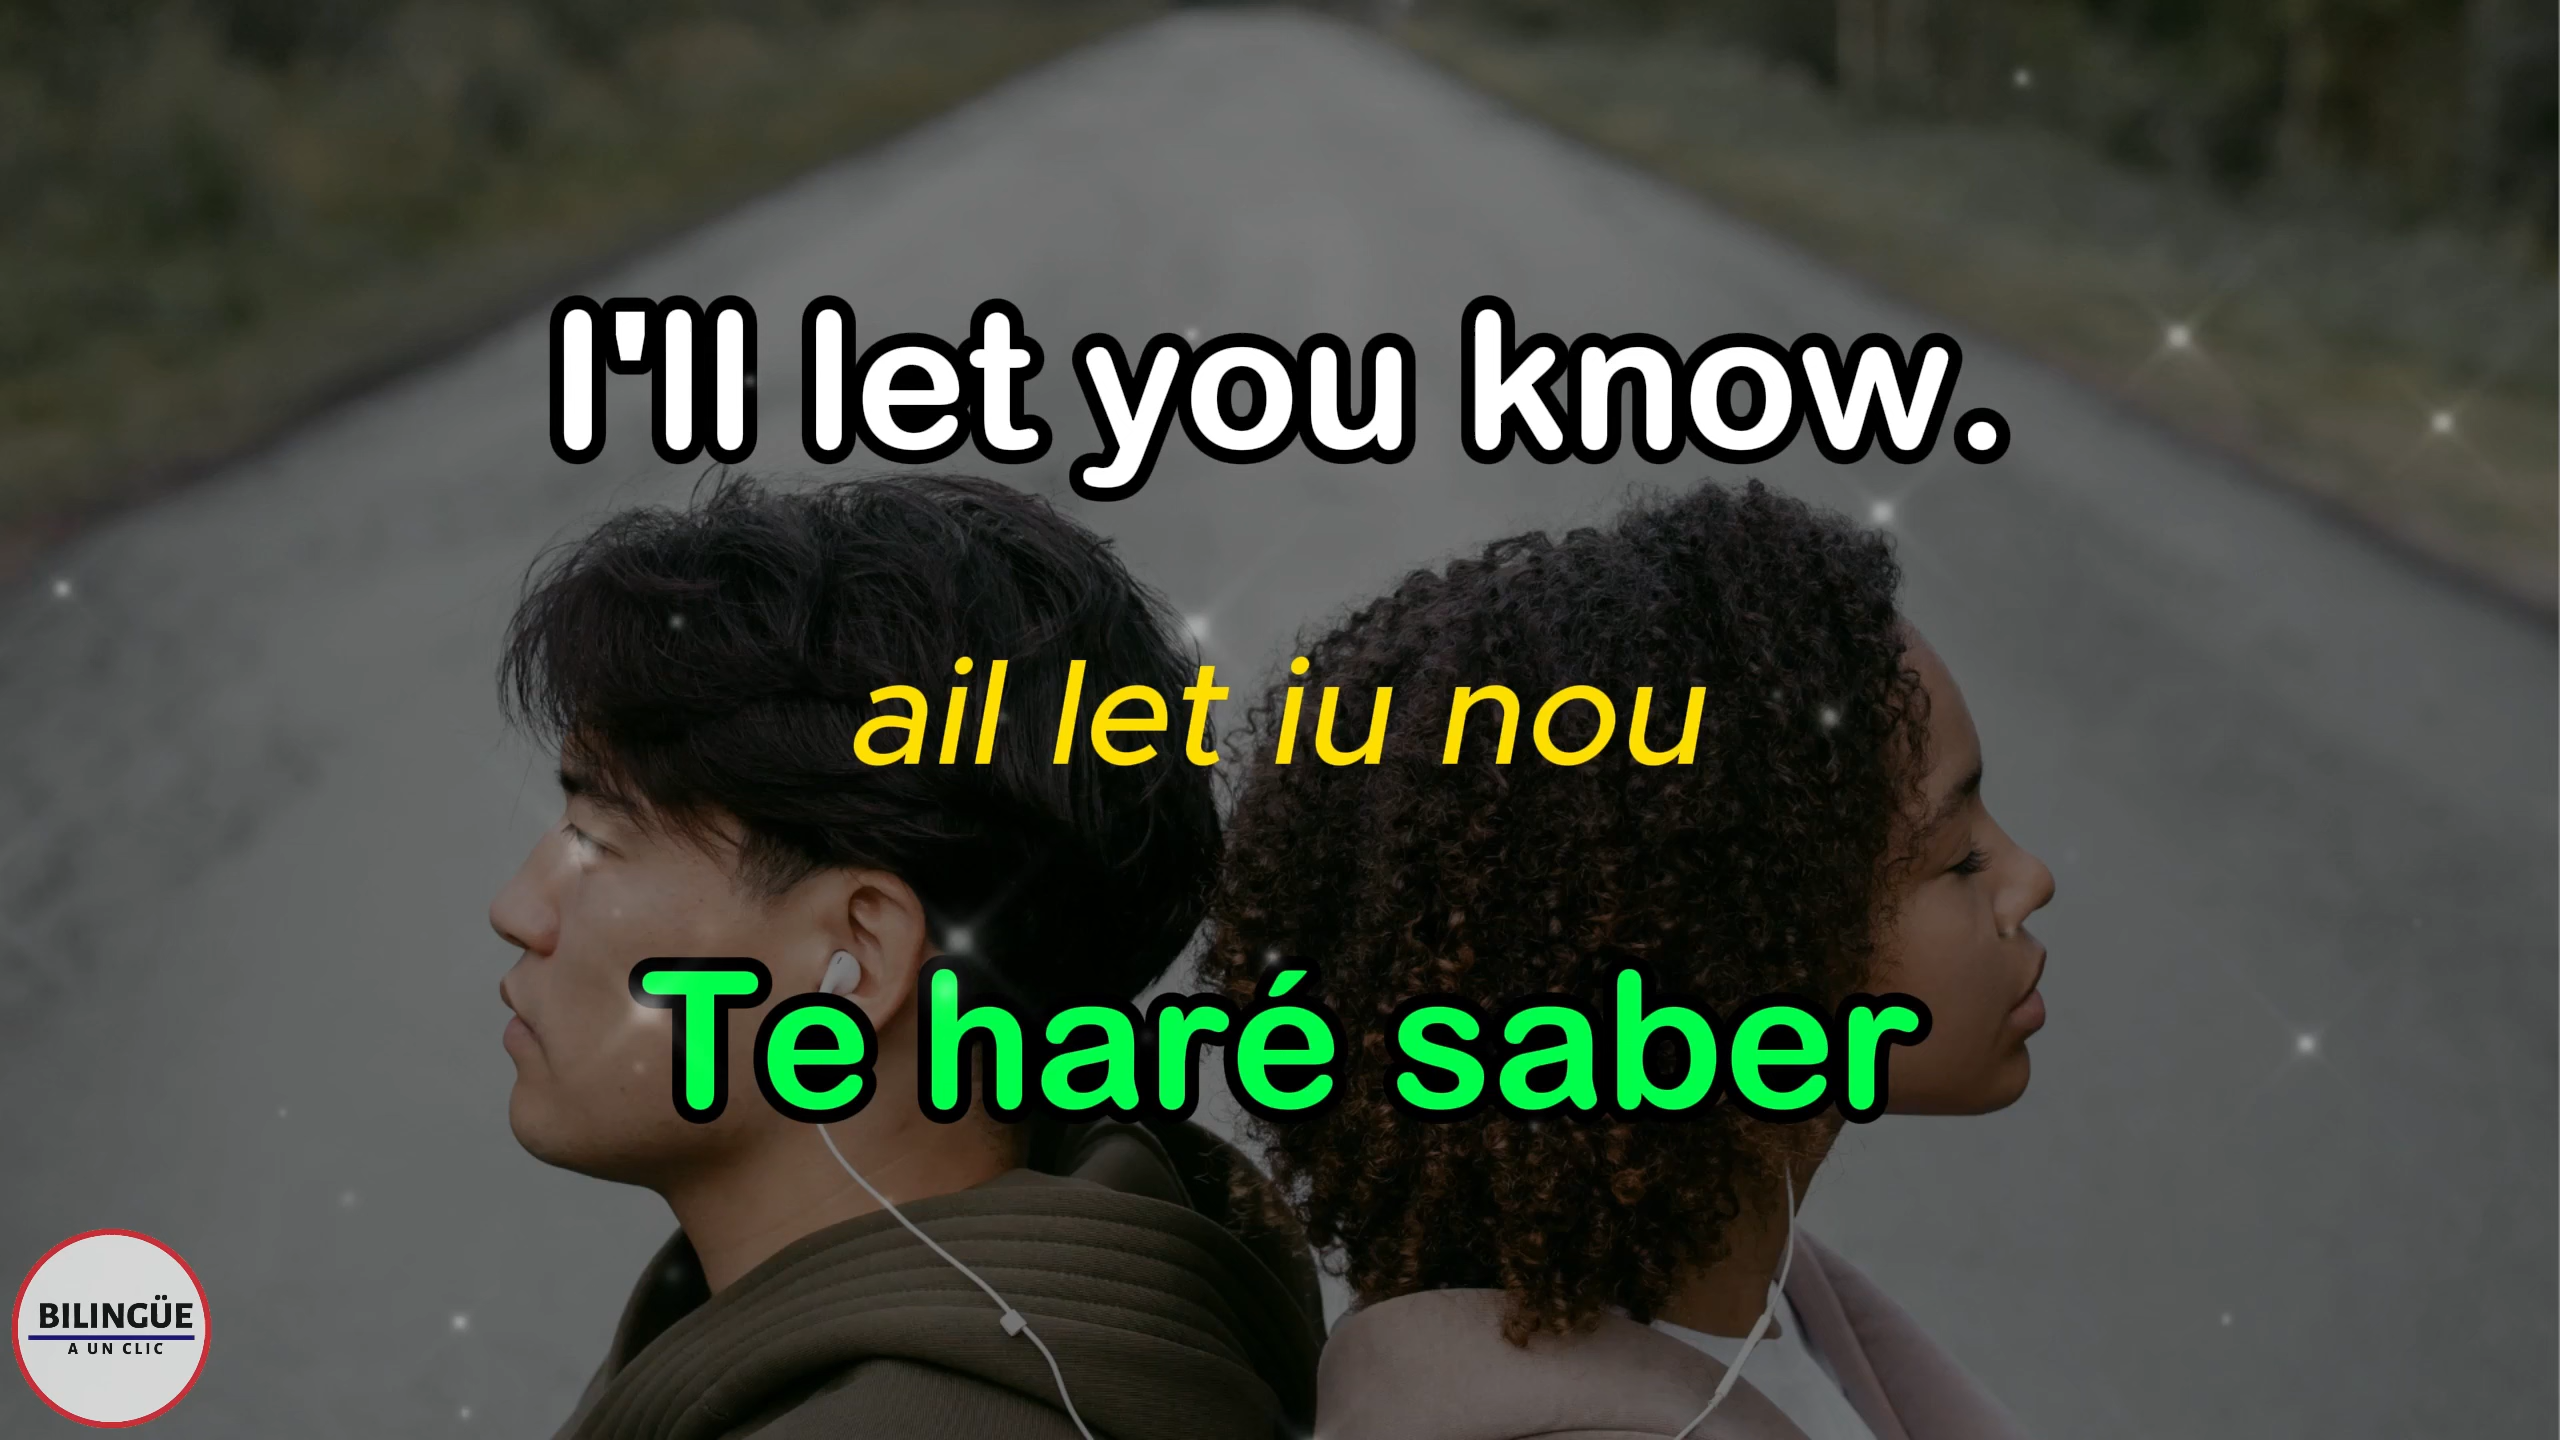 I'll let you know.
ail let iu nou
Te haré saber
BILINGÜE
A UN CLIC